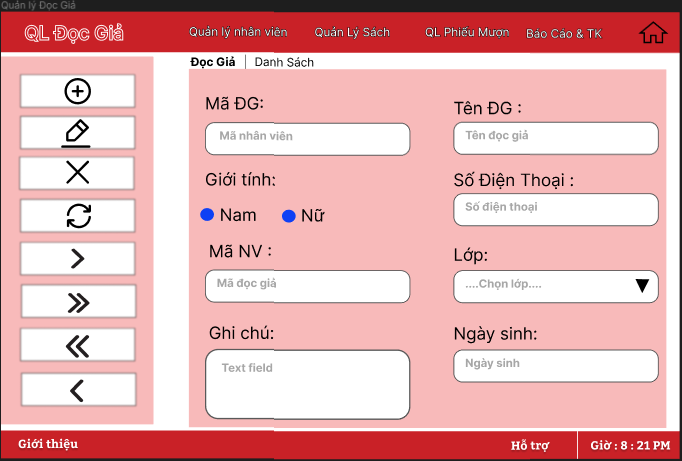 Quản lý Đọc Giả
QL Đọc Giả
Quản lý nhân viên
Quản Lý Sách
QL Phiếu Mượn
Báo Cáo & TK
Đọc Giả
Danh Sách
Mã ĐG:
Mã nhân viên
Tên ĐG :
Tên đọc giả
Giới tính:
Nam
Nữ
Số Điện Thoại :
Số điện thoại
Mã NV :
Mã đọc giả
Lớp:
....Chọn lớp....
Ghi chú:
Text field
Ngày sinh:
Ngày sinh
Giới thiệu
Hỗ trợ
Giờ : 8 : 21 PM